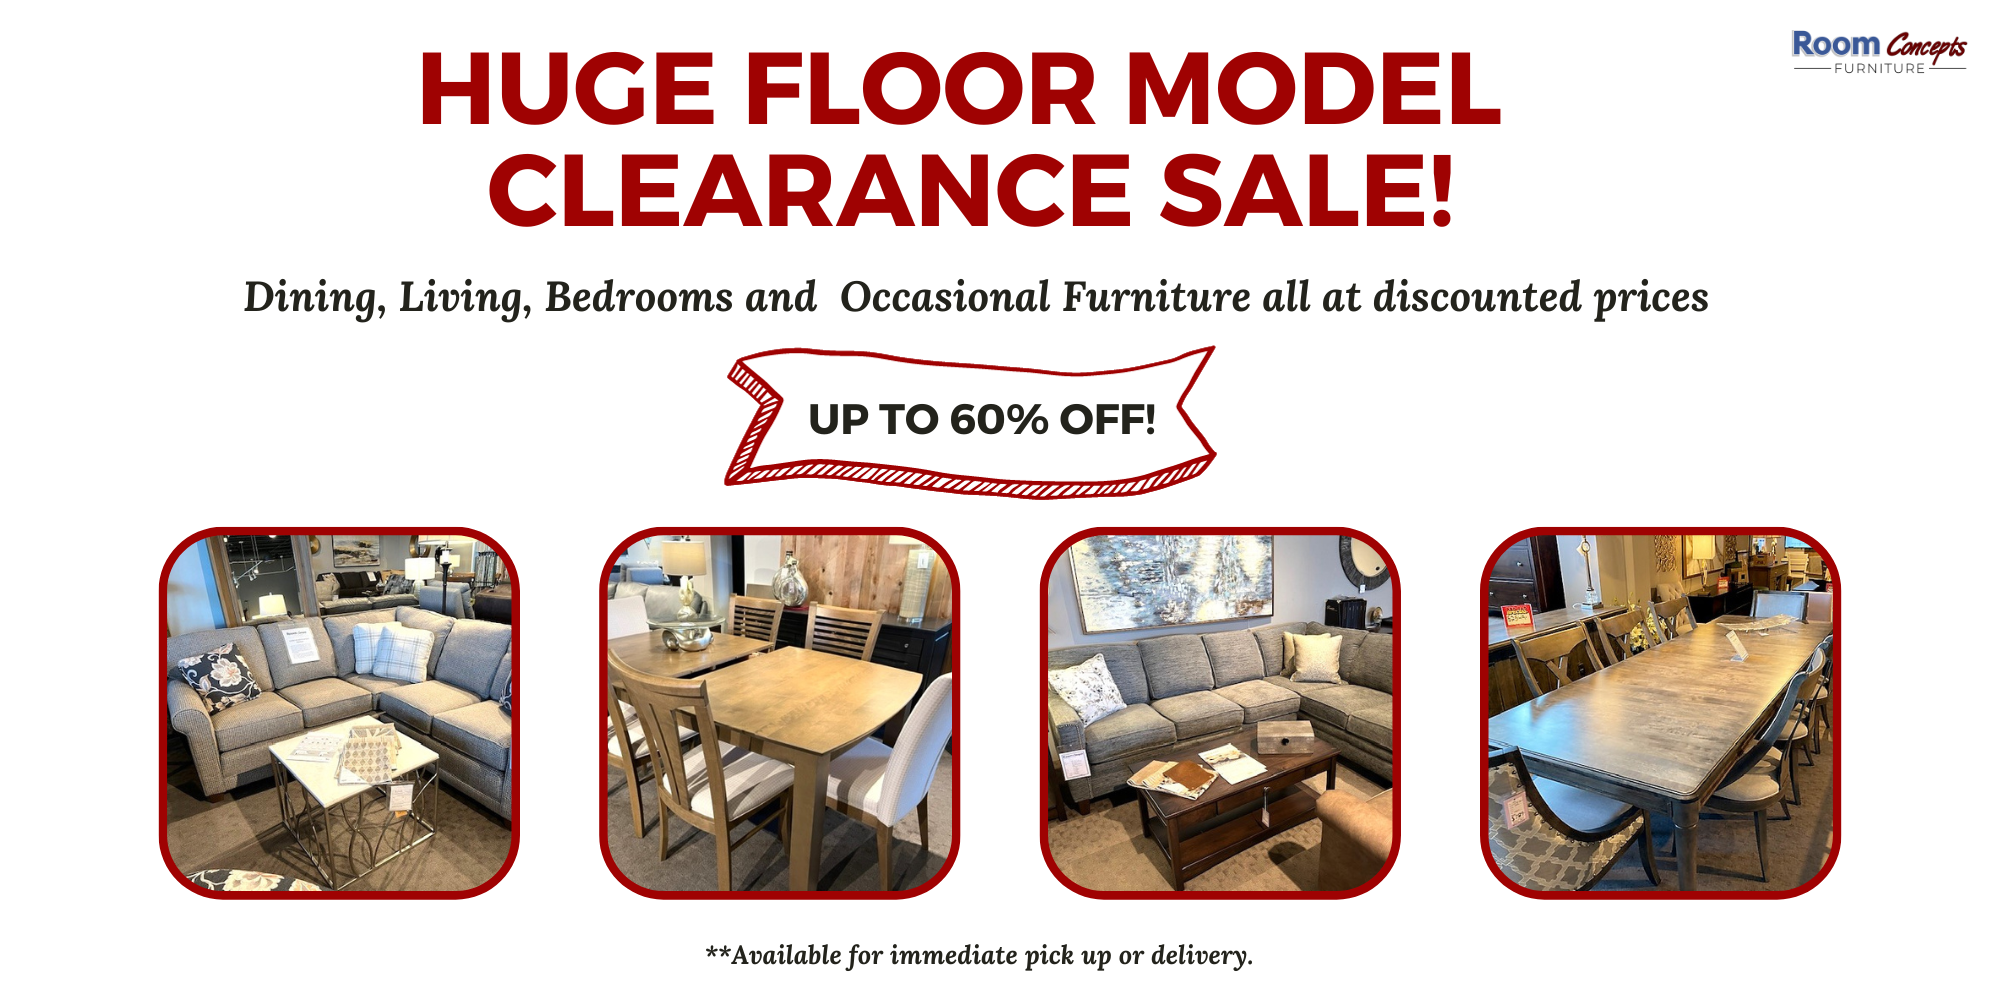 Room Concepts
FURNITURE
HUGE FLOOR MODEL
CLEARANCE SALE!
Dining, Living, Bedrooms and  Occasional Furniture all at discounted prices
UP TO 60% OFF!
**Available for immediate pick up or delivery.